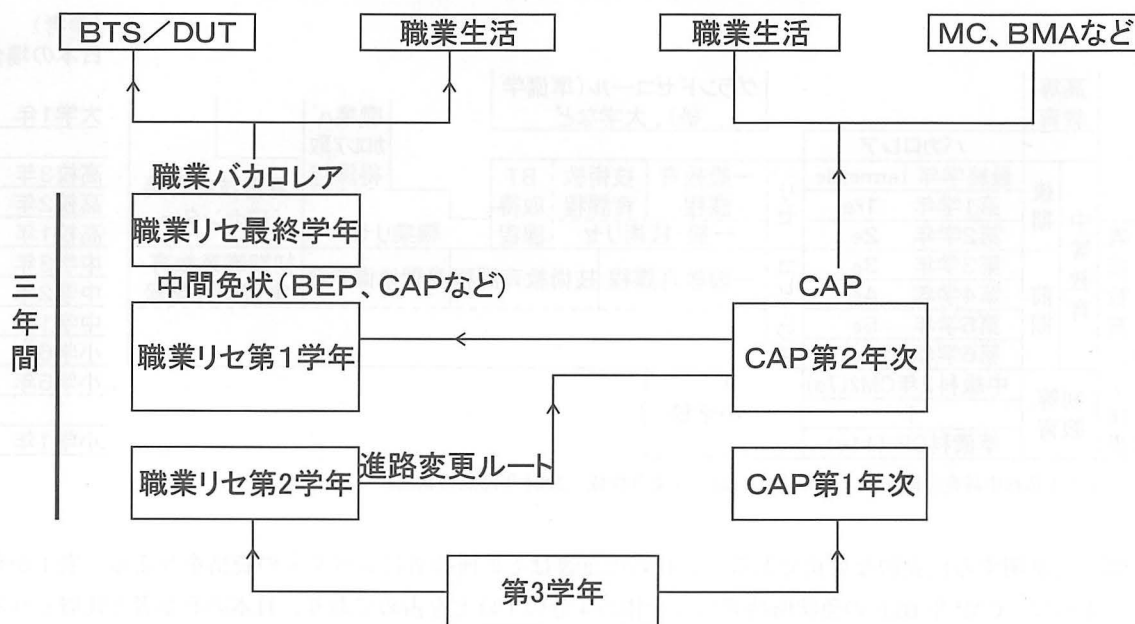 BTS／DUT
職業生活
職業生活
MC、BMAなど
職業バカロレア
職業リセ最終学年
中間免状(BEP、CAPなど)
CAP
三年間
職業リセ第1学年
CAP第2年次
職業リセ第2学年
進路変更ルート
CAP第1年次
第3学年